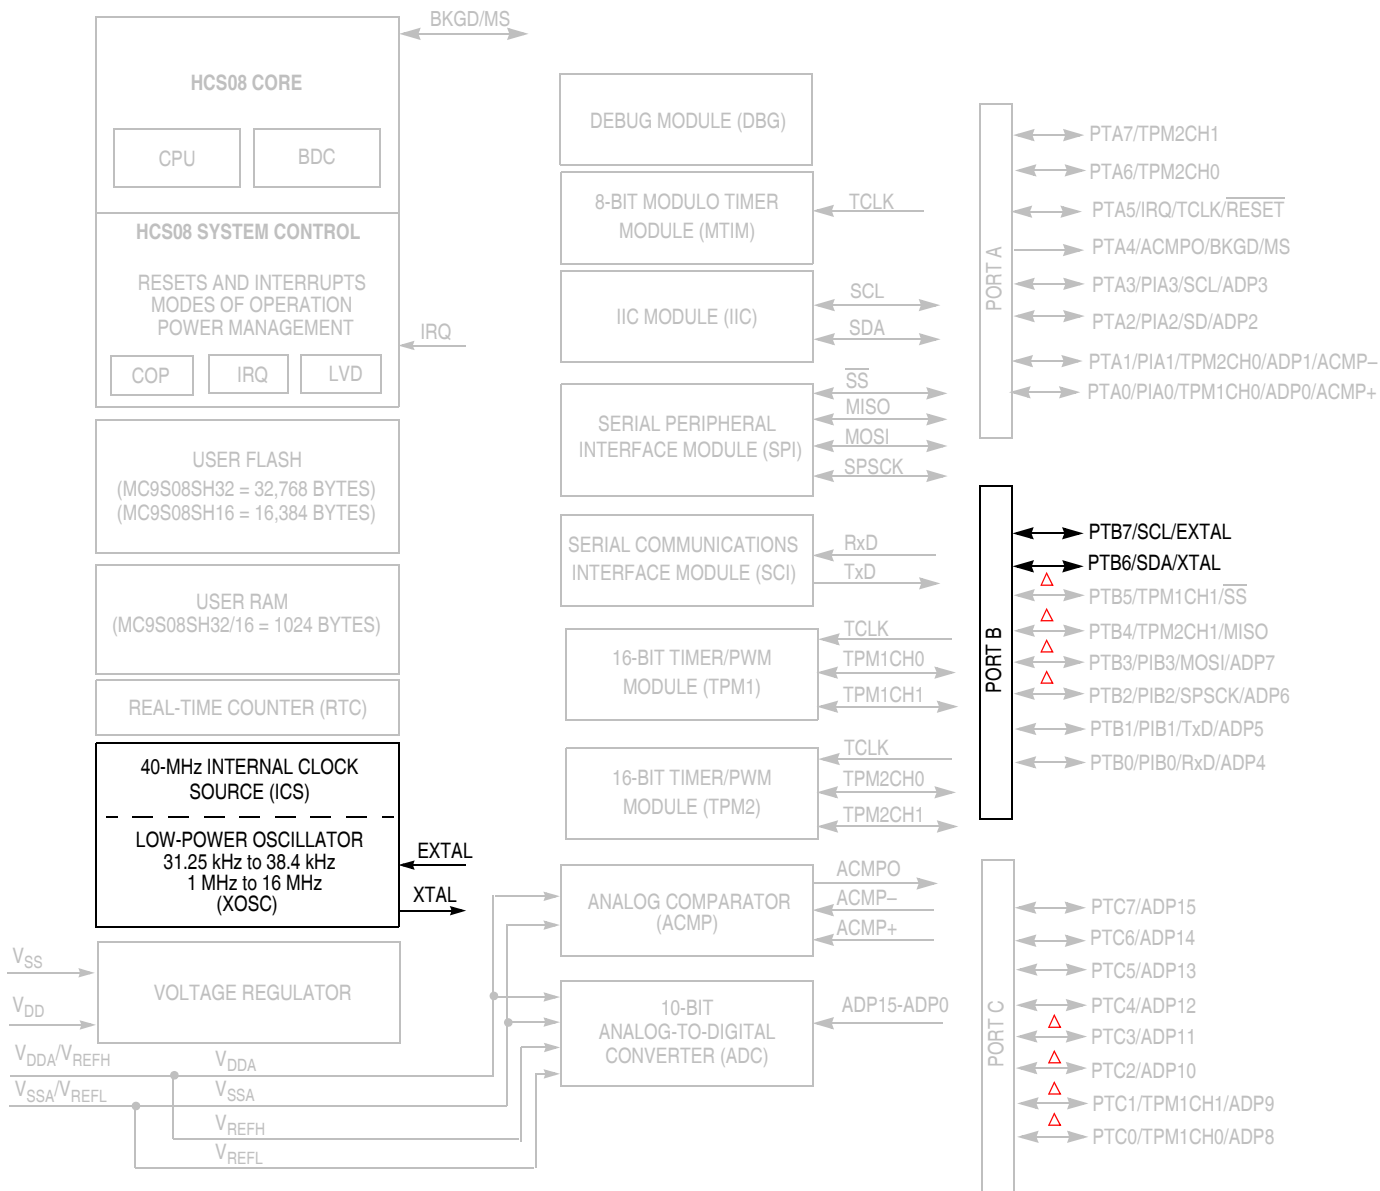 BKGD/MS
HCS08 CORE
CPU
BDC
HCS08 SYSTEM CONTROL
RESETS AND INTERRUPTS
MODES OF OPERATION
POWER MANAGEMENT
IRQ
COP
IRQ
LVD
USER FLASH
(MC9S08SH32 = 32,768 BYTES)
(MC9S08SH16 = 16,384 BYTES)
USER RAM
(MC9S08SH32/16 = 1024 BYTES)
REAL-TIME COUNTER (RTC)
40-MHz INTERNAL CLOCK
SOURCE (ICS)
LOW-POWER OSCILLATOR
31.25 kHz to 38.4 kHz
1 MHz to 16 MHz
(XOSC)
EXTAL
XTAL
VSS
VDD
VOLTAGE REGULATOR
VDDA/VREFH
VSSA/VREFL
VDDA
VSSA
VREFH
VREFL
DEBUG MODULE (DBG)
8-BIT MODULO TIMER
MODULE (MTIM)
TCLK
IIC MODULE (IIC)
SCL
SDA
SERIAL PERIPHERAL
INTERFACE MODULE (SPI)
SS
MISO
MOSI
SPSCK
SERIAL COMMUNICATIONS
INTERFACE MODULE (SCI)
RxD
TxD
16-BIT TIMER/PWM
MODULE (TPM1)
TCLK
TPM1CH0
TPM1CH1
16-BIT TIMER/PWM
MODULE (TPM2)
TCLK
TPM2CH0
TPM2CH1
ANALOG COMPARATOR
(ACMP)
ACMPO
ACMP–
ACMP+
10-BIT
ANALOG-TO-DIGITAL
CONVERTER (ADC)
ADP15-ADP0
PORT A
PTA7/TPM2CH1
PTA6/TPM2CH0
PTA5/IRQ/TCLK/RESET
PTA4/ACMPO/BKGD/MS
PTA3/PIA3/SCL/ADP3
PTA2/PIA2/SD/ADP2
PTA1/PIA1/TPM2CH0/ADP1/ACMP–
PTA0/PIA0/TPM1CH0/ADP0/ACMP+
PORT B
PTB7/SCL/EXTAL
PTB6/SDA/XTAL
PTB5/TPM1CH1/SS
PTB4/TPM2CH1/MISO
PTB3/PIB3/MOSI/ADP7
PTB2/PIB2/SPSCK/ADP6
PTB1/PIB1/TxD/ADP5
PTB0/PIB0/RxD/ADP4
PORT C
PTC7/ADP15
PTC6/ADP14
PTC5/ADP13
PTC4/ADP12
PTC3/ADP11
PTC2/ADP10
PTC1/TPM1CH1/ADP9
PTC0/TPM1CH0/ADP8